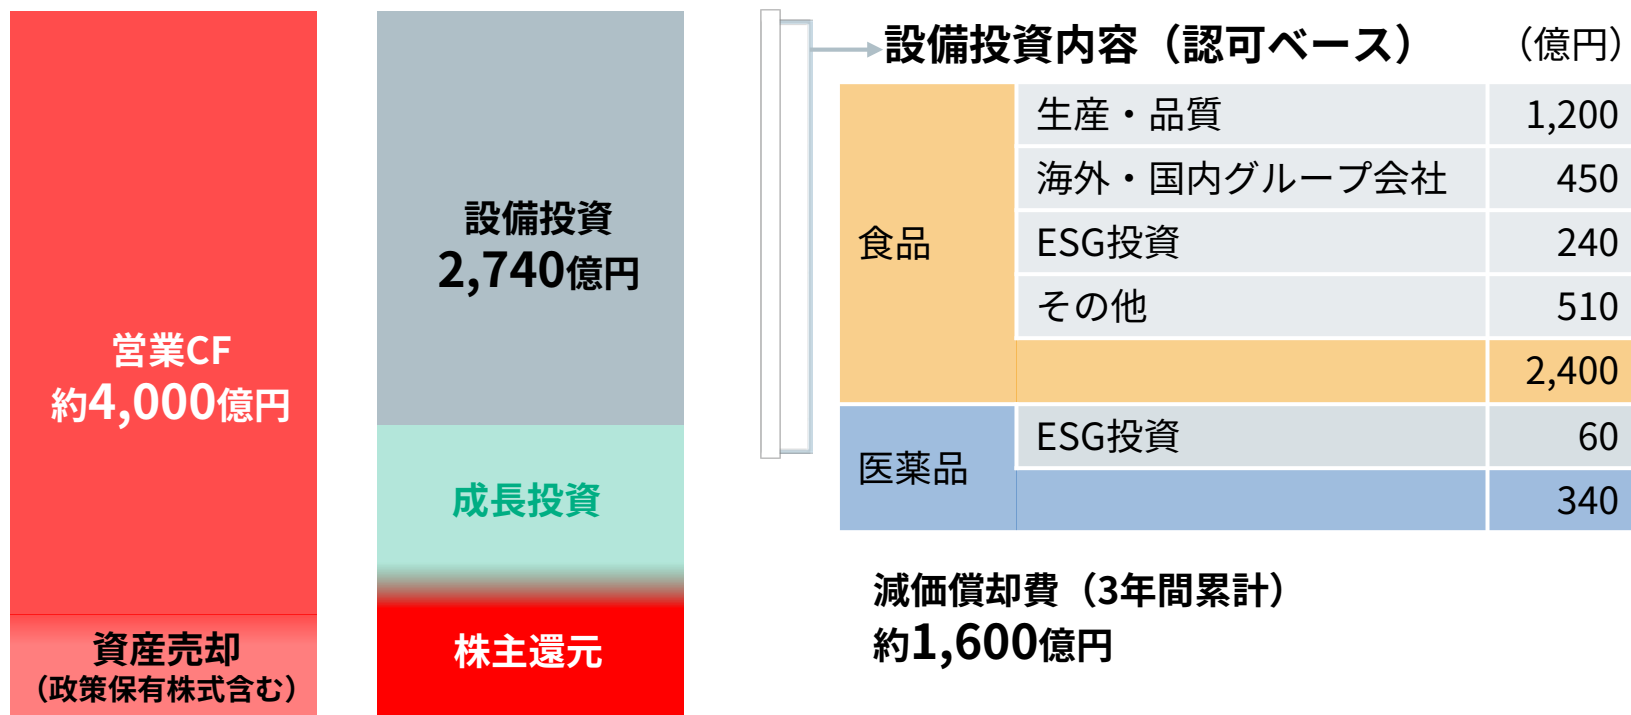 営業CF
約4,000億円
資産売却
（政策保有株式含む）
設備投資
2,740億円
成長投資
株主還元
設備投資内容（認可ベース）
（億円）
食品
生産・品質 1,200
海外・国内グループ会社 450
ESG投資 240
その他 510
2,400
医薬品
ESG投資 60
340
減価償却費（3年間累計）
約1,600億円